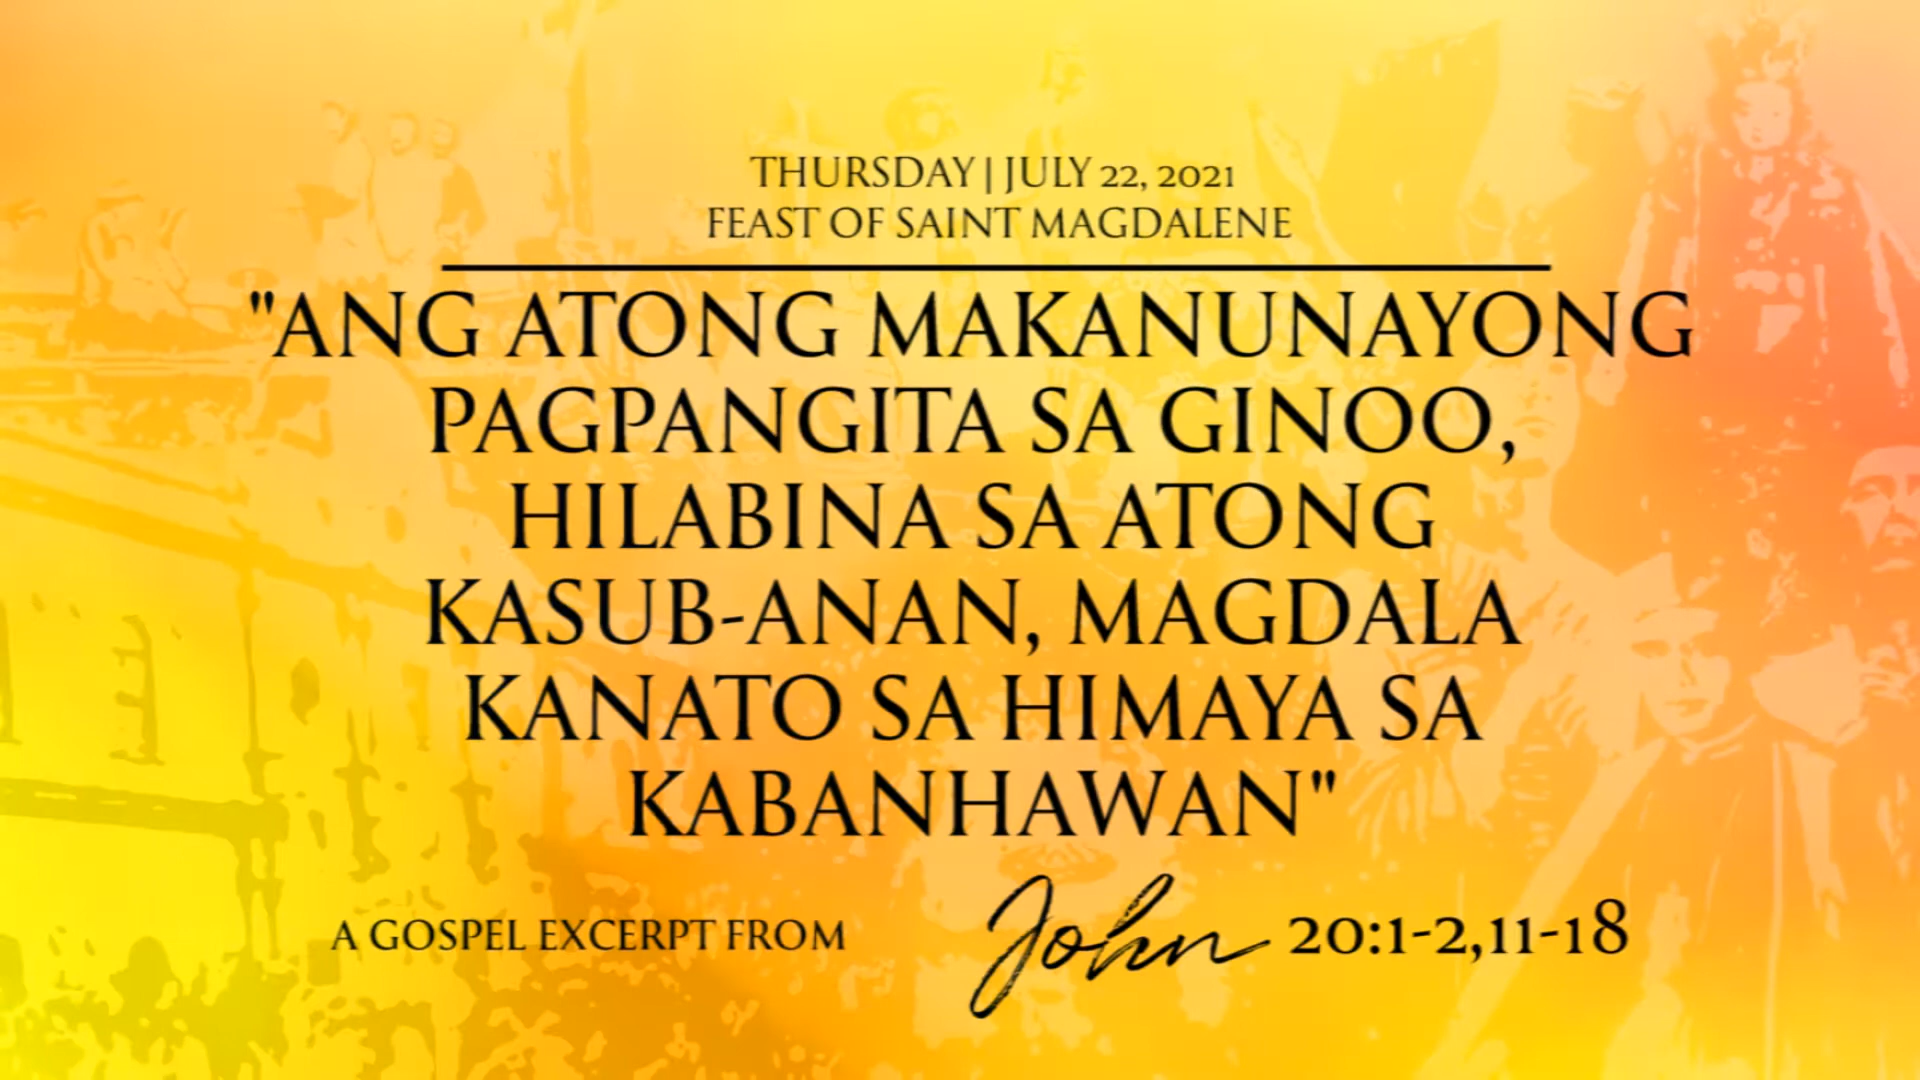 THURSDAY | JULY 22, 2021
FEAST OF SAINT MAGDALENE
"ANG ATONG MAKANUNAYONG
PAGPANGITA SA GINOO,
HILABINA SA ATONG
KASUB-ANAN, MAGDALA
KANATO SA HIMAYA SA
KABANHAWAN"
A GOSPEL EXCERPT FROM John 20:1-2,11-18